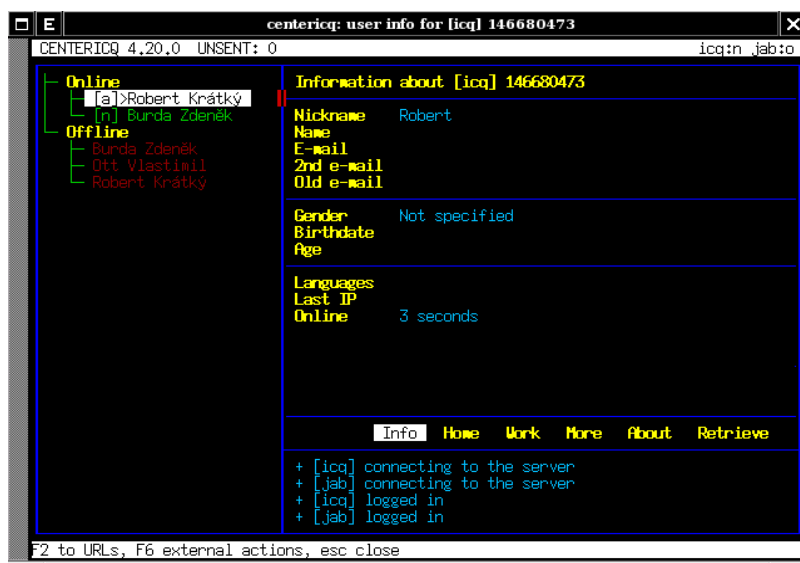 E centericq: user info for [icq] 146680473 X
CENTERICQ 4.20.0 UNSENT: 0 icq:n jab:o
Online
[a]>Robert Krátký
[n] Burda Zdeněk
Offline
Burda Zdeněk
Ott Vlastimil
Robert Krátký
Information about [icq] 146680473
Nickname Robert
Name
E-mail
2nd e-mail
Old e-mail
Gender Not specified
Birthdate
Age
Languages
Last IP
Online 3 seconds
Info Home Work More About Retrieve
+ [icq] connecting to the server
+ [jab] connecting to the server
+ [icq] logged in
+ [jab] logged in
F2 to URLs, F6 external actions, esc close